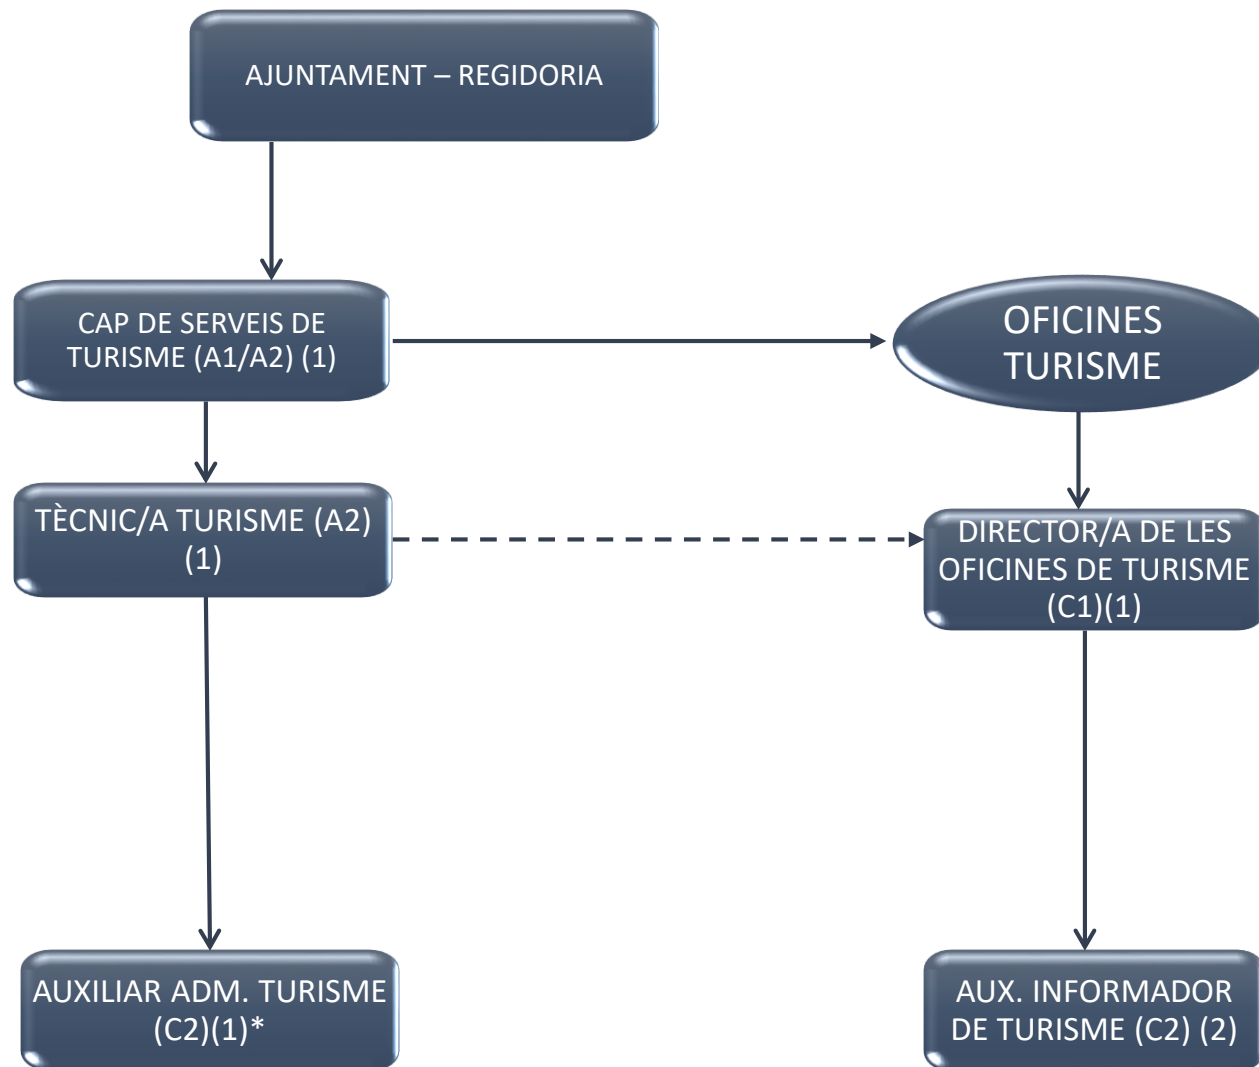 AJUNTAMENT – REGIDORIA
CAP DE SERVEIS DE
TURISME (A1/A2) (1)
OFICINES
TURISME
TÈCNIC/A TURISME (A2)
(1)
DIRECTOR/A DE LES
OFICINES DE TURISME
(C1)(1)
AUXILIAR ADM. TURISME
(C2)(1)*
AUX. INFORMADOR
DE TURISME (C2) (2)